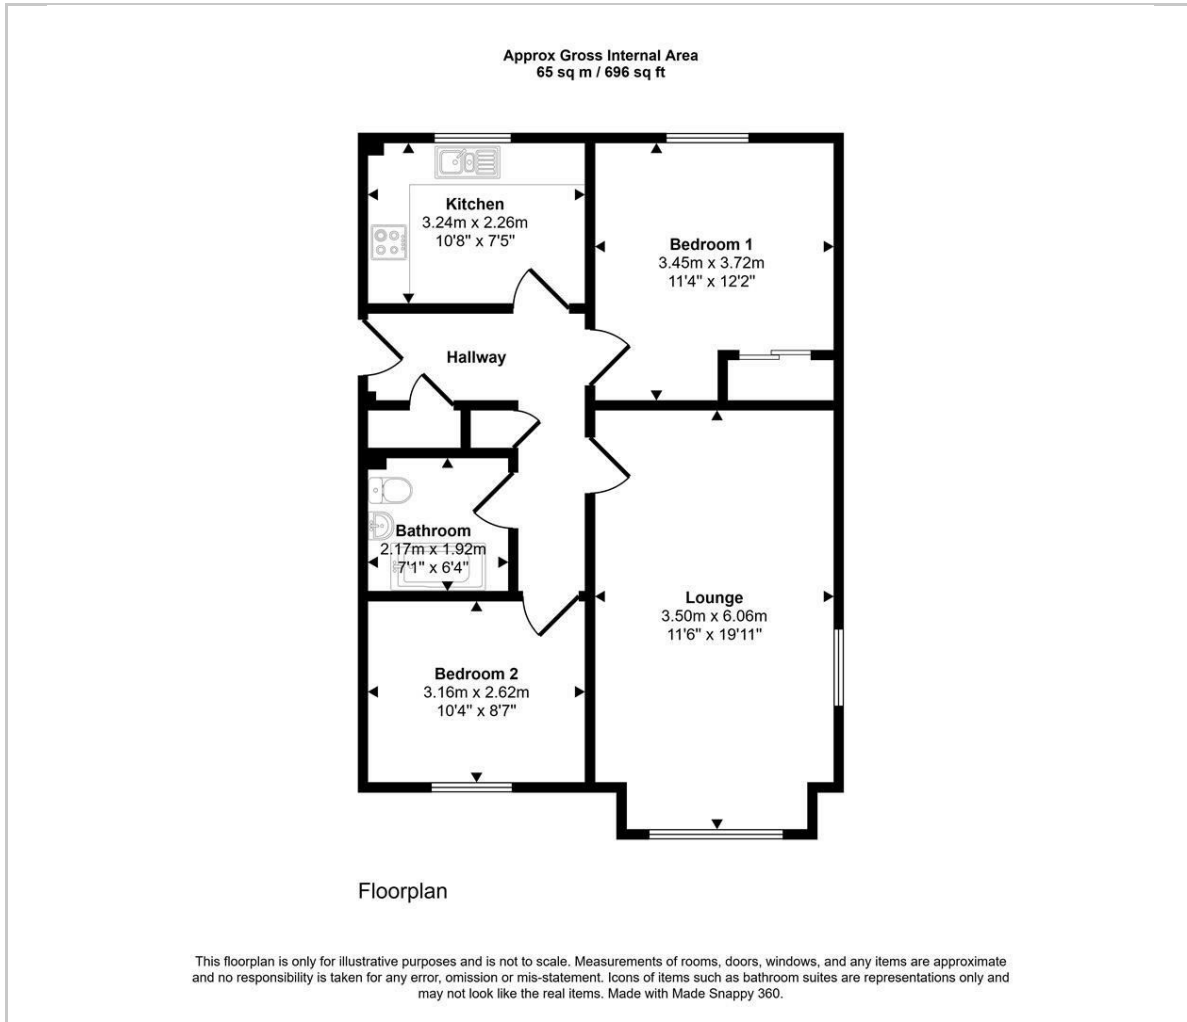 Approx Gross Internal Area
65 sq m / 696 sq ft
Kitchen
3.24m x 2.26m
10'8" x 7'5"
Bedroom 1
3.45m x 3.72m
11'4" x 12'2"
Hallway
Bathroom
2.17m x 1.92m
7'1" x 6'4"
Lounge
3.50m x 6.06m
11'6" x 19'11"
Bedroom 2
3.16m x 2.62m
10'4" x 8'7"
Floorplan
This floorplan is only for illustrative purposes and is not to scale. Measurements of rooms, doors, windows, and any items are approximate
and no responsibility is taken for any error, omission or mis-statement. Icons of items such as bathroom suites are representations only and
may not look like the real items. Made with Made Snappy 360.